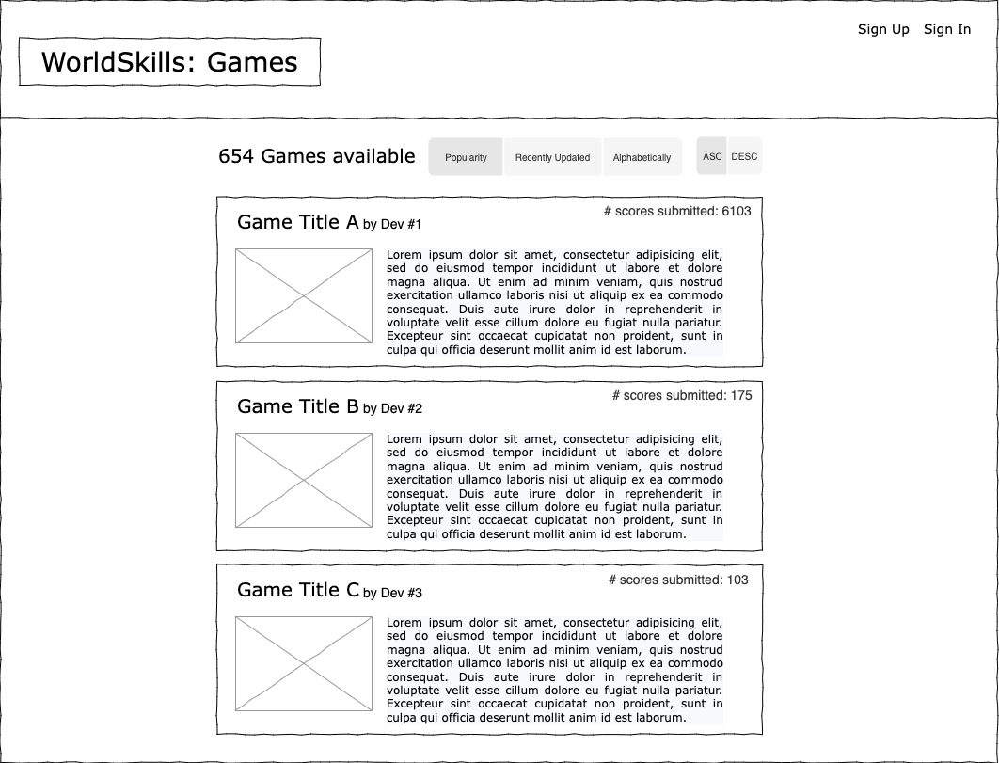 Sign Up Sign In
WorldSkills: Games
654 Games available Popularity Recently Updated Alphabetically ASC DESC
# scores submitted: 6103
Game Title A by Dev #1
Lorem ipsum dolor sit amet, consectetur adipisicing elit,
sed do eiusmod tempor incididunt ut labore et dolore
magna aliqua. Ut enim ad minim veniam, quis nostrud
exercitation ullamco laboris nisi ut aliquip ex ea commodo
consequat. Duis aute irure dolor in reprehenderit in
voluptate velit esse cillum dolore eu fugiat nulla pariatur.
Excepteur sint occaecat cupidatat non proident, sunt in
culpa qui officia deserunt mollit anim id est laborum.
# scores submitted: 175
Game Title B by Dev #2
Lorem ipsum dolor sit amet, consectetur adipisicing elit,
sed do eiusmod tempor incididunt ut labore et dolore
magna aliqua. Ut enim ad minim veniam, quis nostrud
exercitation ullamco laboris nisi ut aliquip ex ea commodo
consequat. Duis aute irure dolor in reprehenderit in
voluptate velit esse cillum dolore eu fugiat nulla pariatur.
Excepteur sint occaecat cupidatat non proident, sunt in
culpa qui officia deserunt mollit anim id est laborum.
# scores submitted: 103
Game Title C by Dev #3
Lorem ipsum dolor sit amet, consectetur adipisicing elit,
sed do eiusmod tempor incididunt ut labore et dolore
magna aliqua. Ut enim ad minim veniam, quis nostrud
exercitation ullamco laboris nisi ut aliquip ex ea commodo
consequat. Duis aute irure dolor in reprehenderit in
voluptate velit esse cillum dolore eu fugiat nulla pariatur.
Excepteur sint occaecat cupidatat non proident, sunt in
culpa qui officia deserunt mollit anim id est laborum.